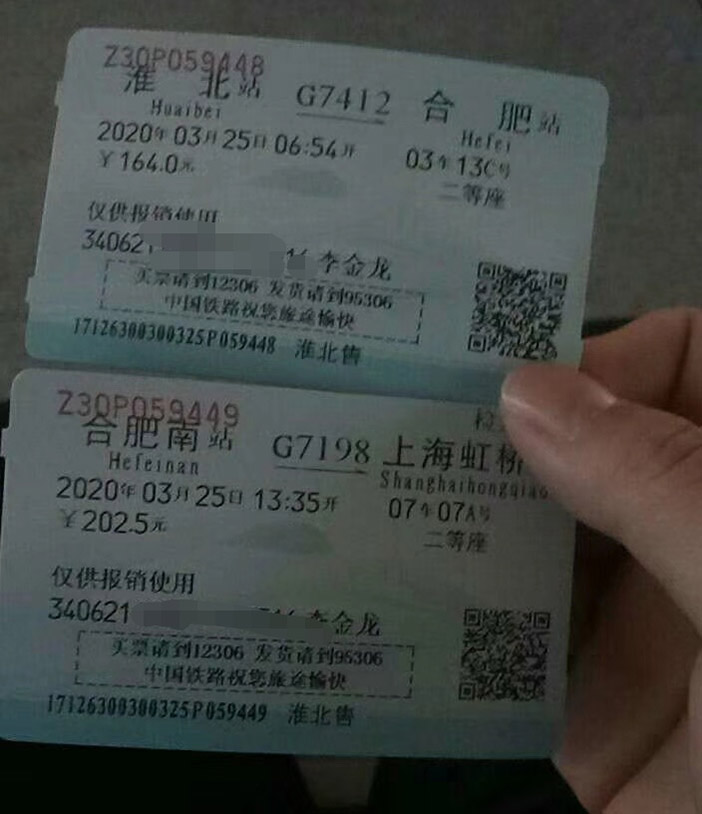 Z30P059448
淮北站 G7412 合肥站
Huaibei Hefei
2020年03月25日06:54开 03车13C号
￥164.0元 二等座
仅供报销使用
340621 李金龙
买票请到12306 发货请到95306
中国铁路祝您旅途愉快
17126300300325P059448 淮北售
Z30P059449
合肥南站 G7198 上海虹桥
Hefeinan Shanghaihongqiao
2020年03月25日13:35开 07车07A号
￥202.5元 二等座
仅供报销使用
340621 李金龙
买票请到12306 发货请到95306
中国铁路祝您旅途愉快
17126300300325P059449 淮北售